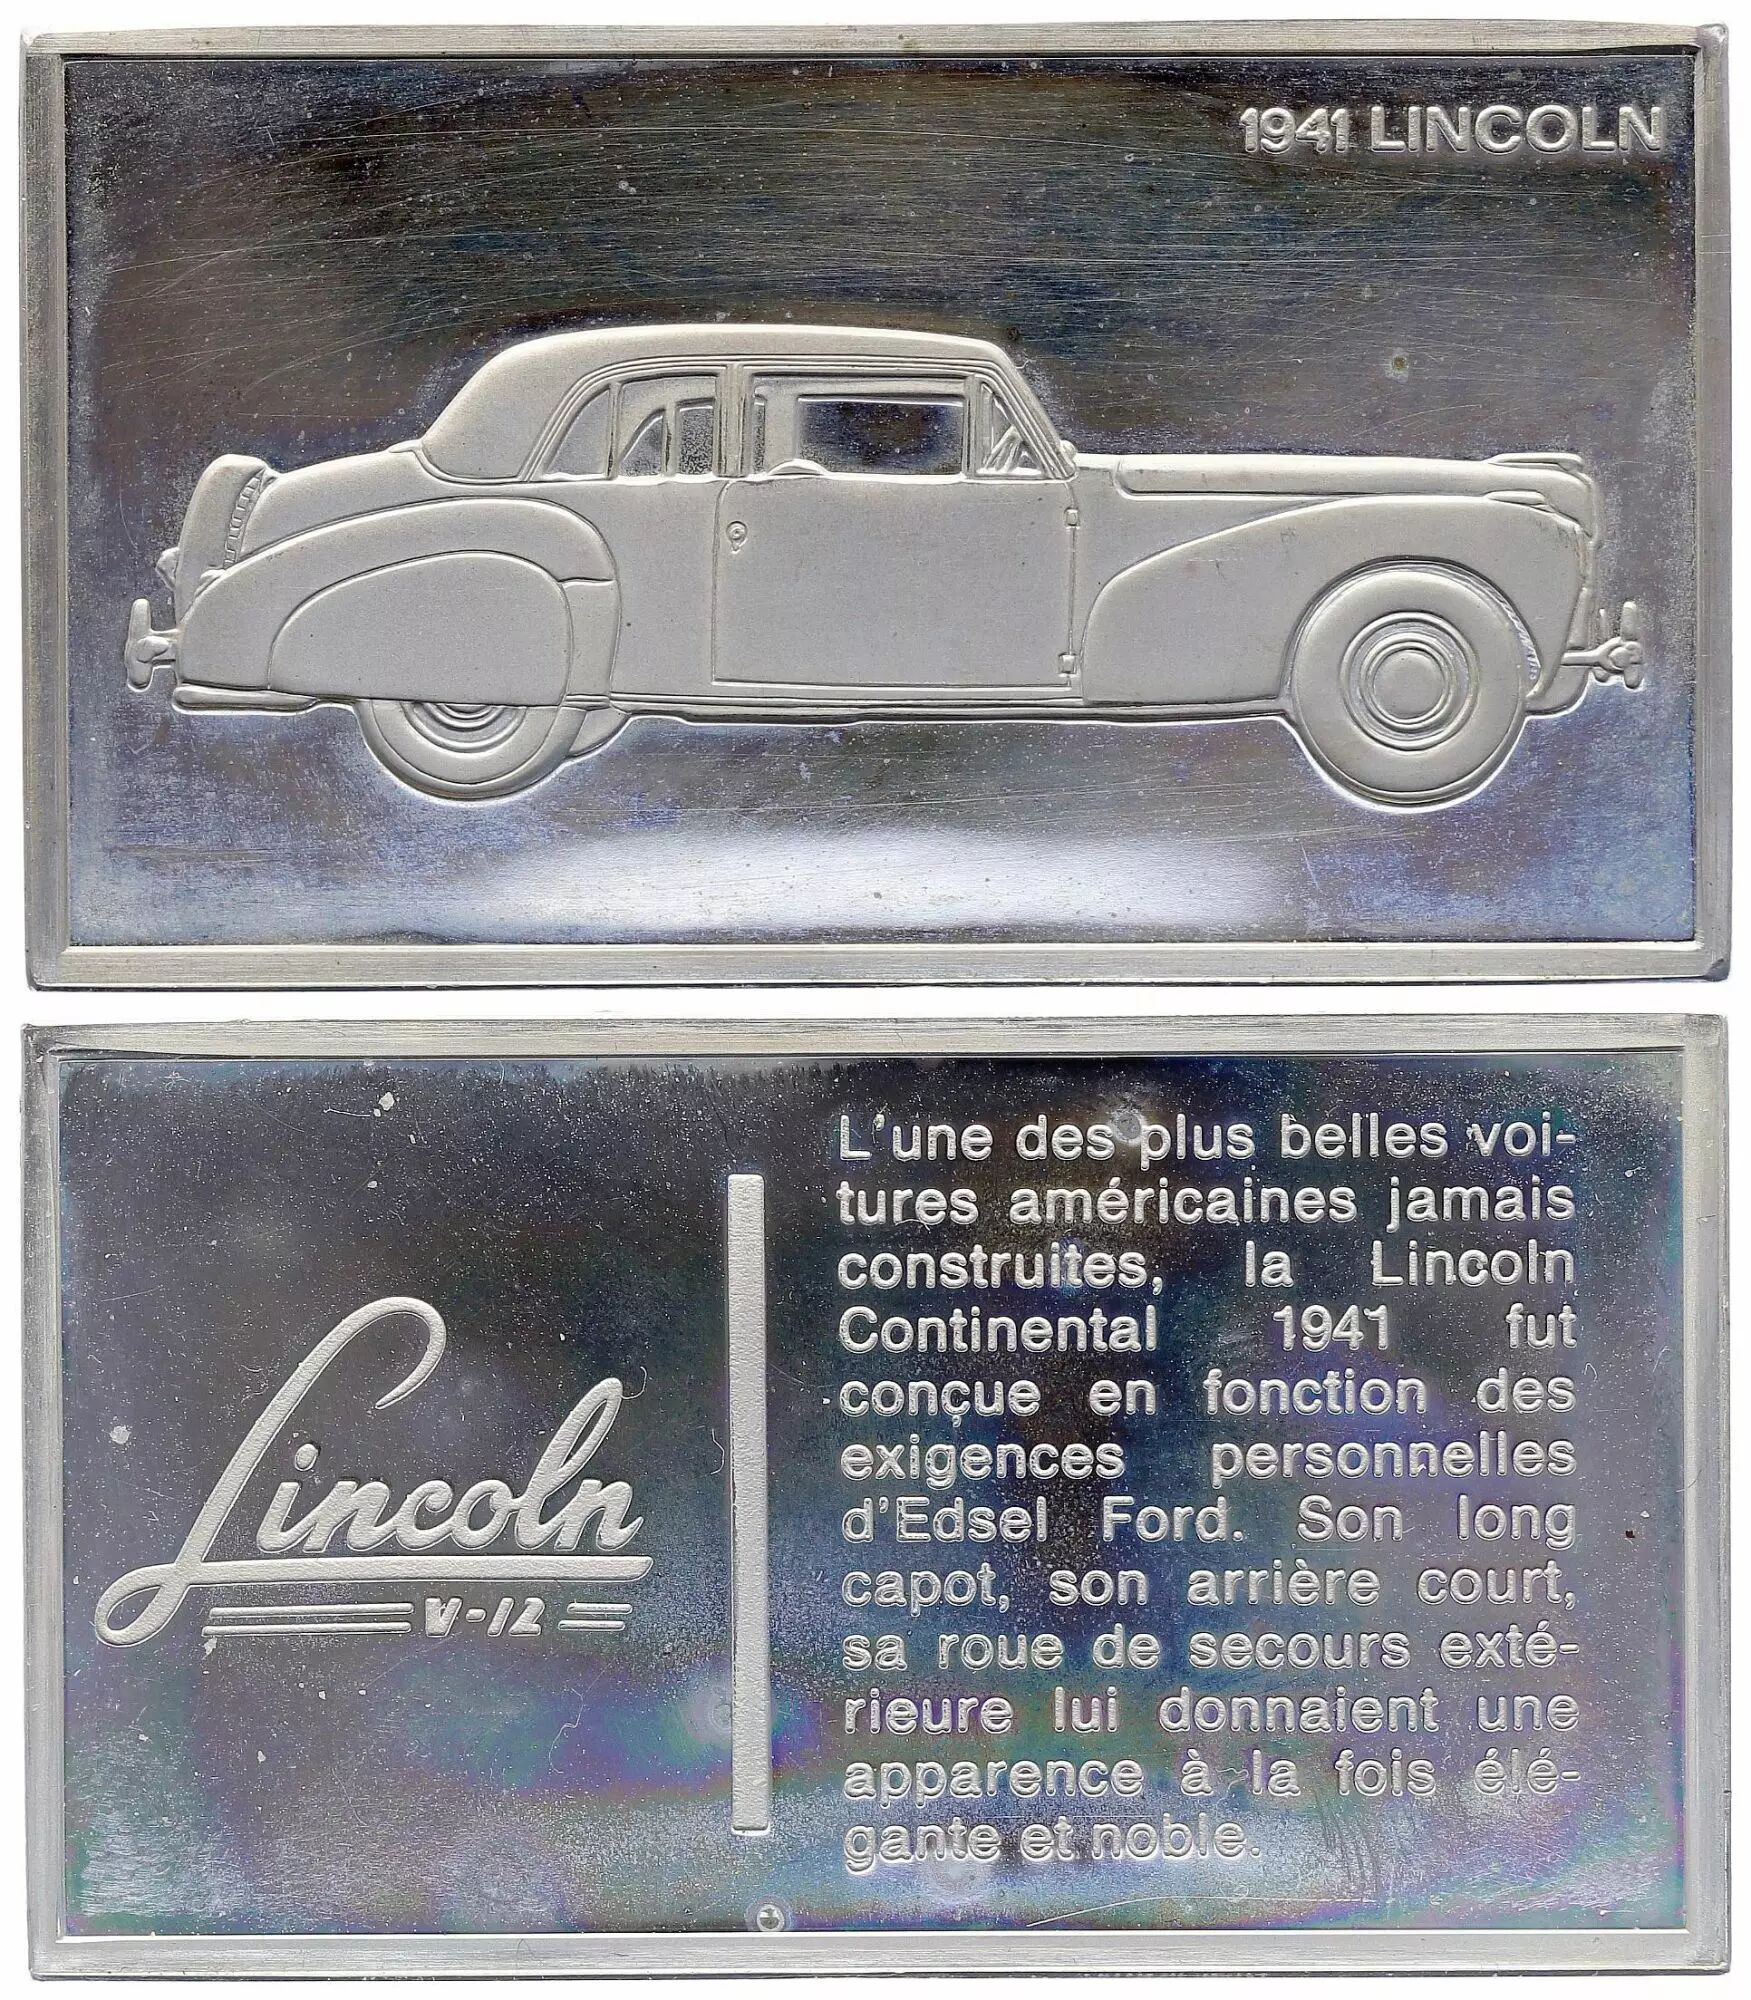 1941 LINCOLN
Lincoln
V-12
L'une des plus belles voi-
tures américaines jamais
construites, la Lincoln
Continental 1941 fut
conçue en fonction des
exigences personnelles
d'Edsel Ford. Son long
capot, son arrière court,
sa roue de secours exté-
rieure lui donnaient une
apparence à la fois élé-
gante et noble.